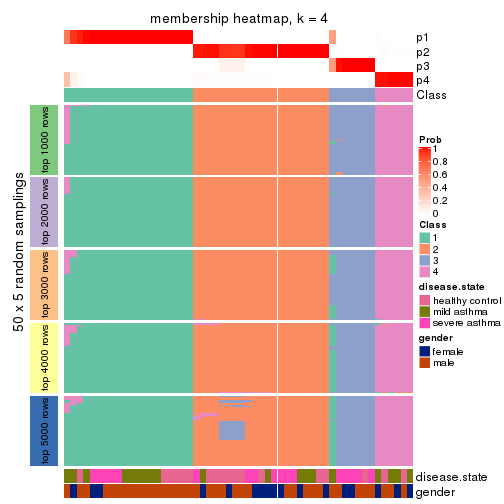 membership heatmap, k = 4
p1
p2
p3
p4
Class
50 x 5 random samplings
top 1000 rows
top 2000 rows
top 3000 rows
top 4000 rows
top 5000 rows
disease.state
gender
Prob
1
0.8
0.6
0.4
0.2
0
Class
1
2
3
4
disease.state
healthy control
mild asthma
severe asthma
gender
female
male